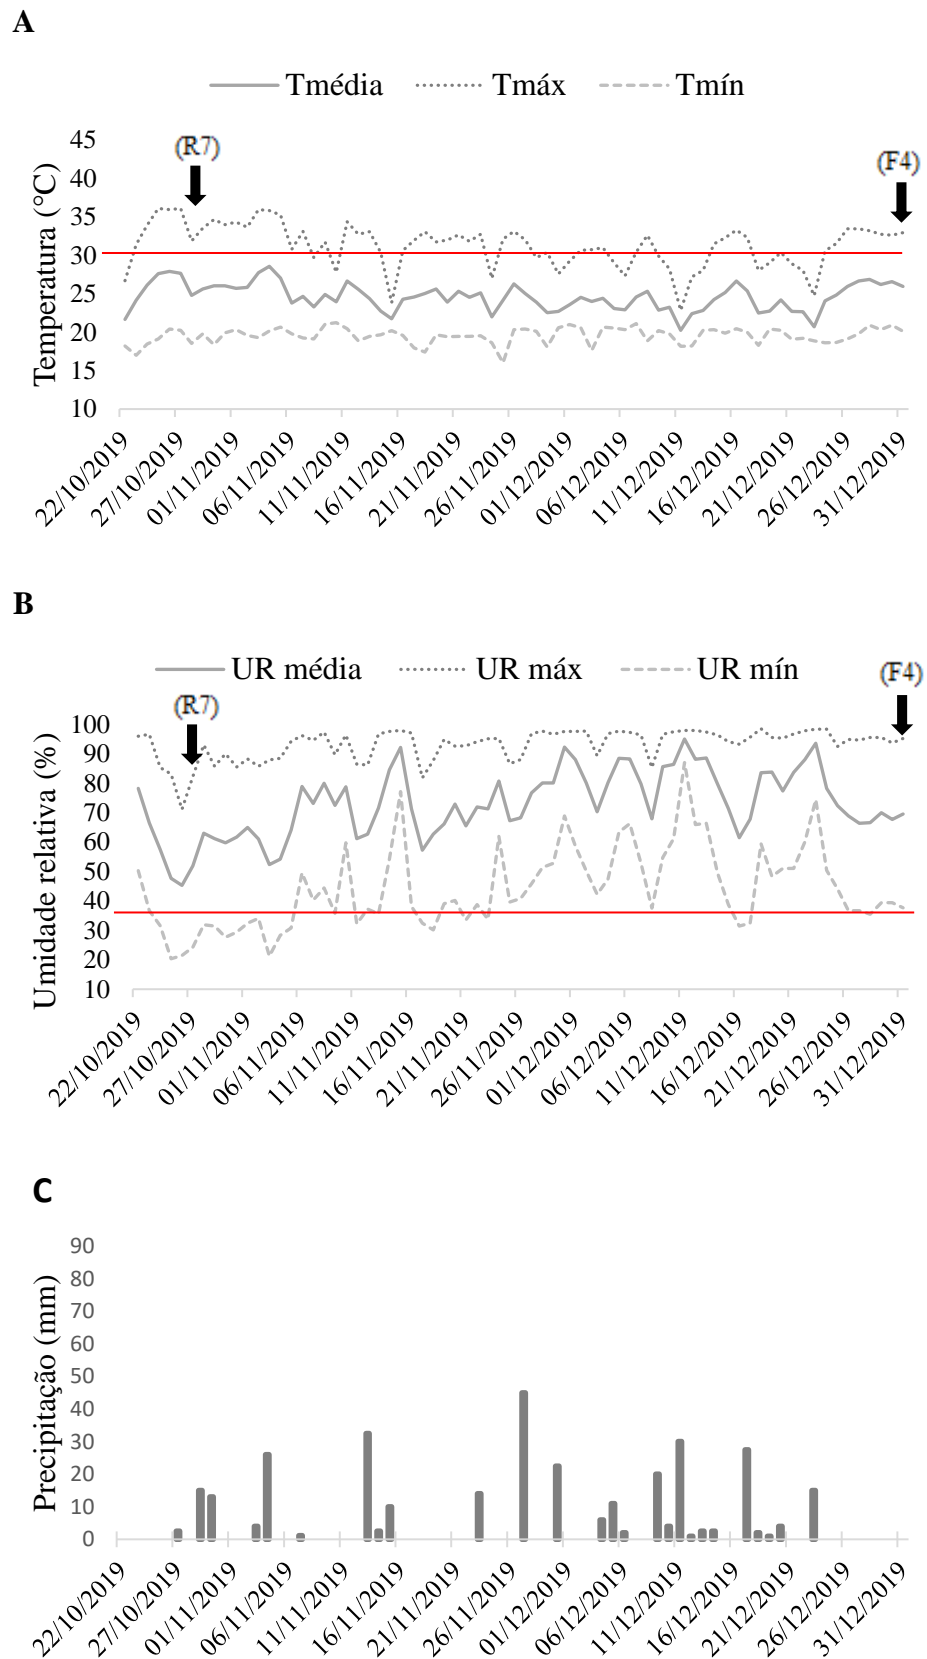 A
Tmédia Tmáx Tmín
(R7)
(F4)
Temperatura (°C)
45
40
35
30
25
20
15
10
22/10/2019 27/10/2019 01/11/2019 06/11/2019 11/11/2019 16/11/2019 21/11/2019 26/11/2019 01/12/2019 06/12/2019 11/12/2019 16/12/2019 21/12/2019 26/12/2019 31/12/2019
B
UR média UR máx UR mín
(R7)
(F4)
Umidade relativa (%)
100
90
80
70
60
50
40
30
20
10
22/10/2019 27/10/2019 01/11/2019 06/11/2019 11/11/2019 16/11/2019 21/11/2019 26/11/2019 01/12/2019 06/12/2019 11/12/2019 16/12/2019 21/12/2019 26/12/2019 31/12/2019
C
Precipitação (mm)
90
80
70
60
50
40
30
20
10
0
22/10/2019 27/10/2019 01/11/2019 06/11/2019 11/11/2019 16/11/2019 21/11/2019 26/11/2019 01/12/2019 06/12/2019 11/12/2019 16/12/2019 21/12/2019 26/12/2019 31/12/2019